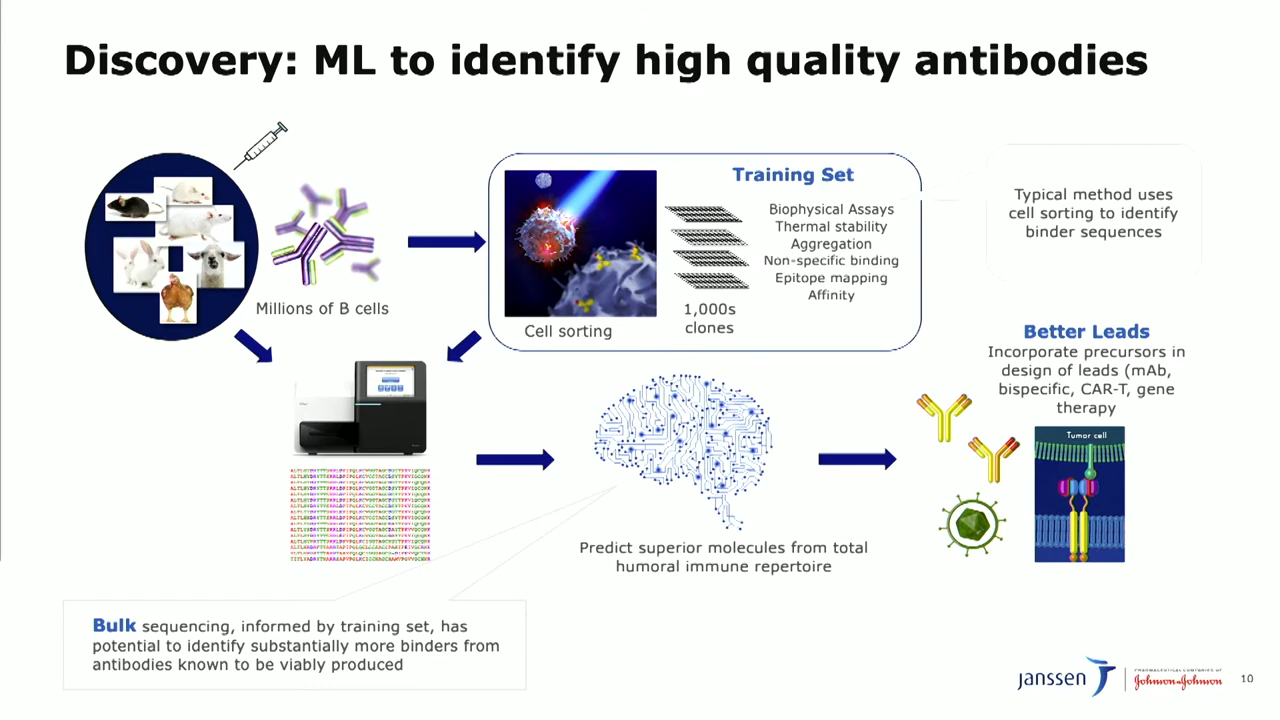 Discovery: ML to identify high quality antibodies
Millions of B cells
Cell sorting
Training Set
1,000s
clones
Biophysical Assays
Thermal stability
Aggregation
Non-specific binding
Epitope mapping
Affinity
Typical method uses
cell sorting to identify
binder sequences
Better Leads
Incorporate precursors in
design of leads (mAb,
bispecific, CAR-T, gene
therapy
Tumor cell
Predict superior molecules from total
humoral immune repertoire
Bulk sequencing, informed by training set, has
potential to identify substantially more binders from
antibodies known to be viably produced
janssen
Johnson & Johnson
10